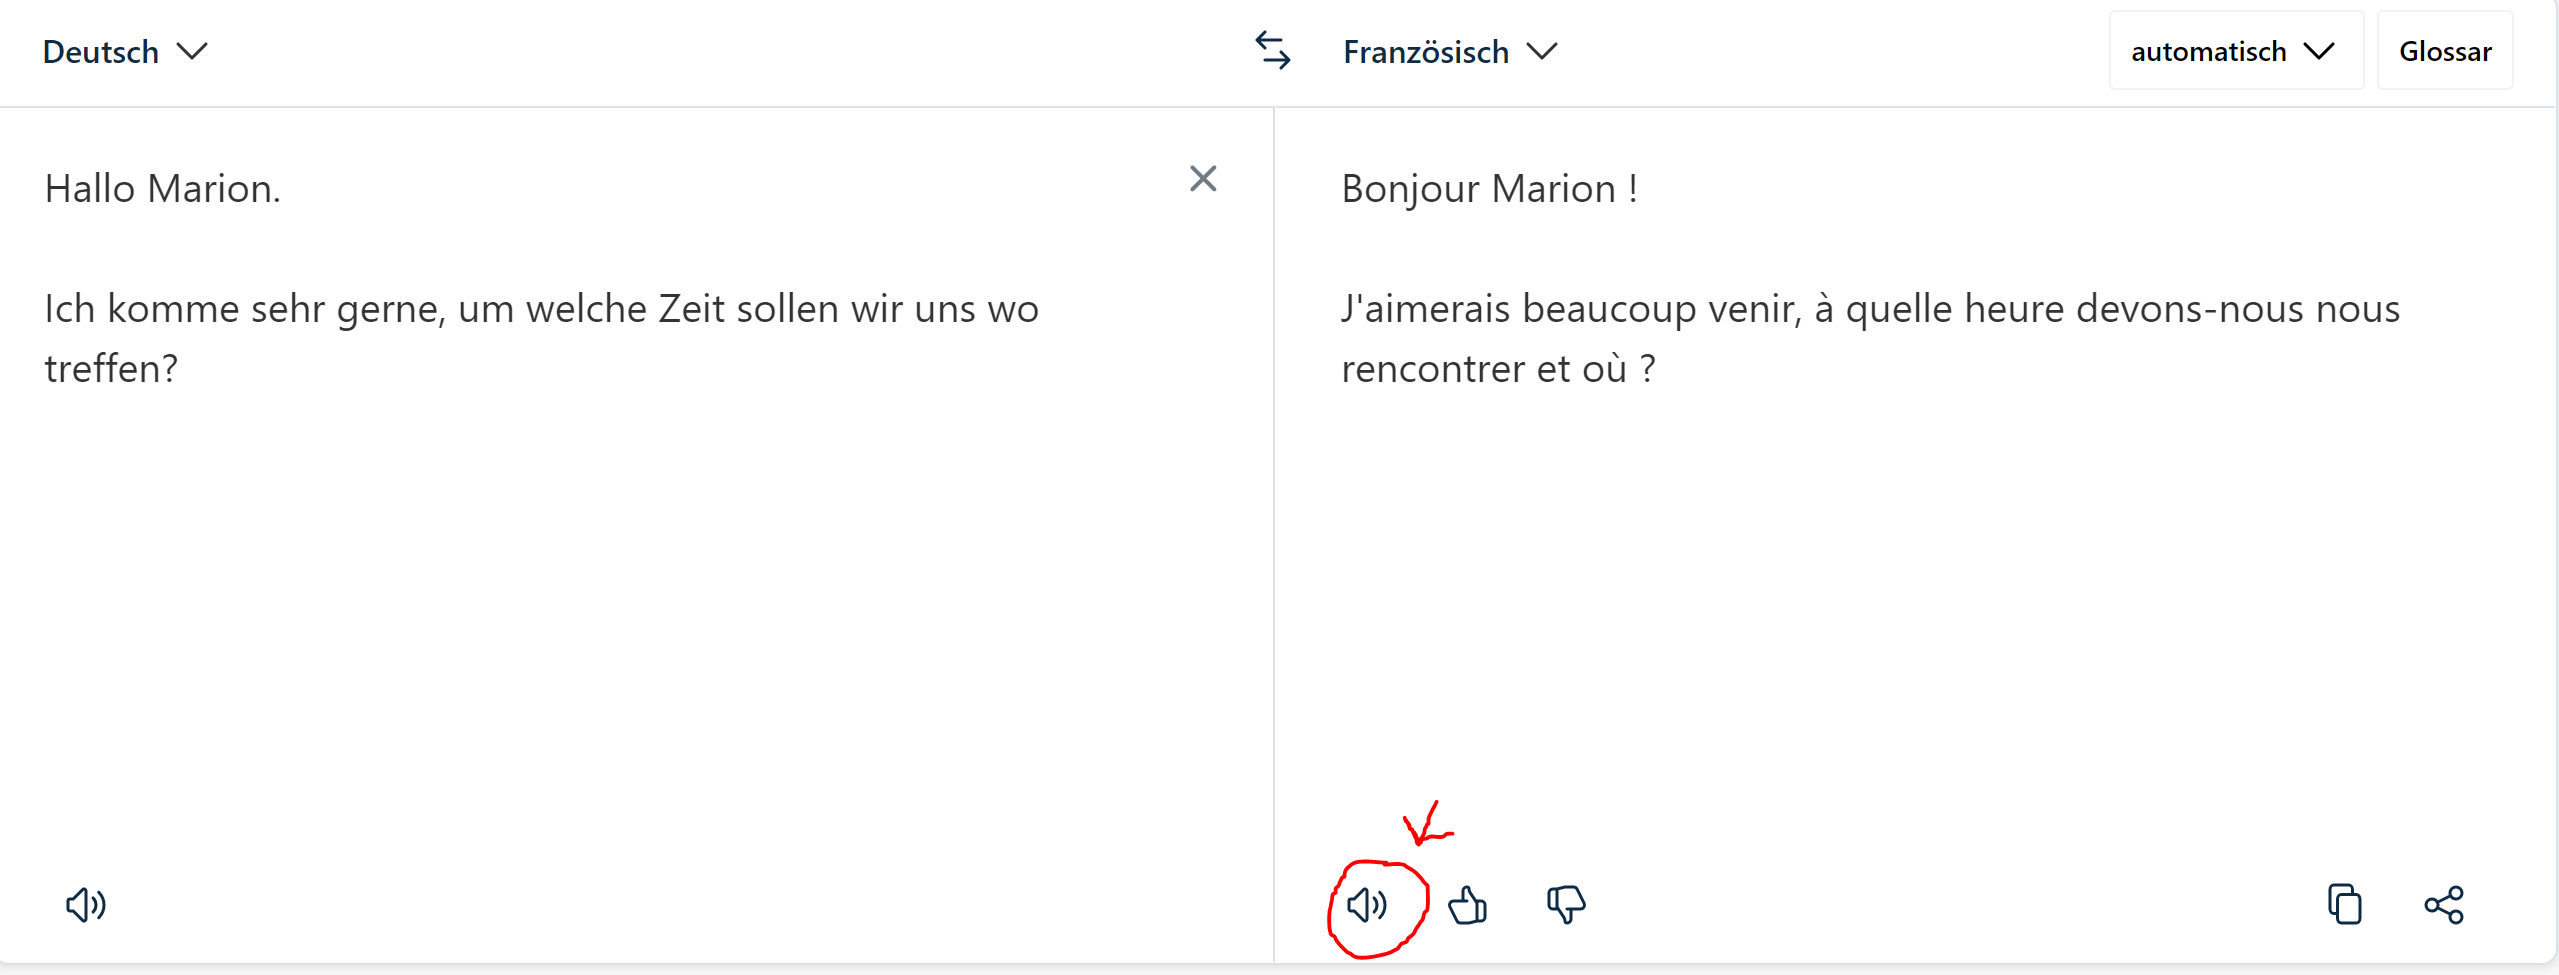 Deutsch
Französisch
automatisch
Glossar
Hallo Marion.
Ich komme sehr gerne, um welche Zeit sollen wir uns wo
treffen?
Bonjour Marion !
J'aimerais beaucoup venir, à quelle heure devons-nous nous
rencontrer et où ?